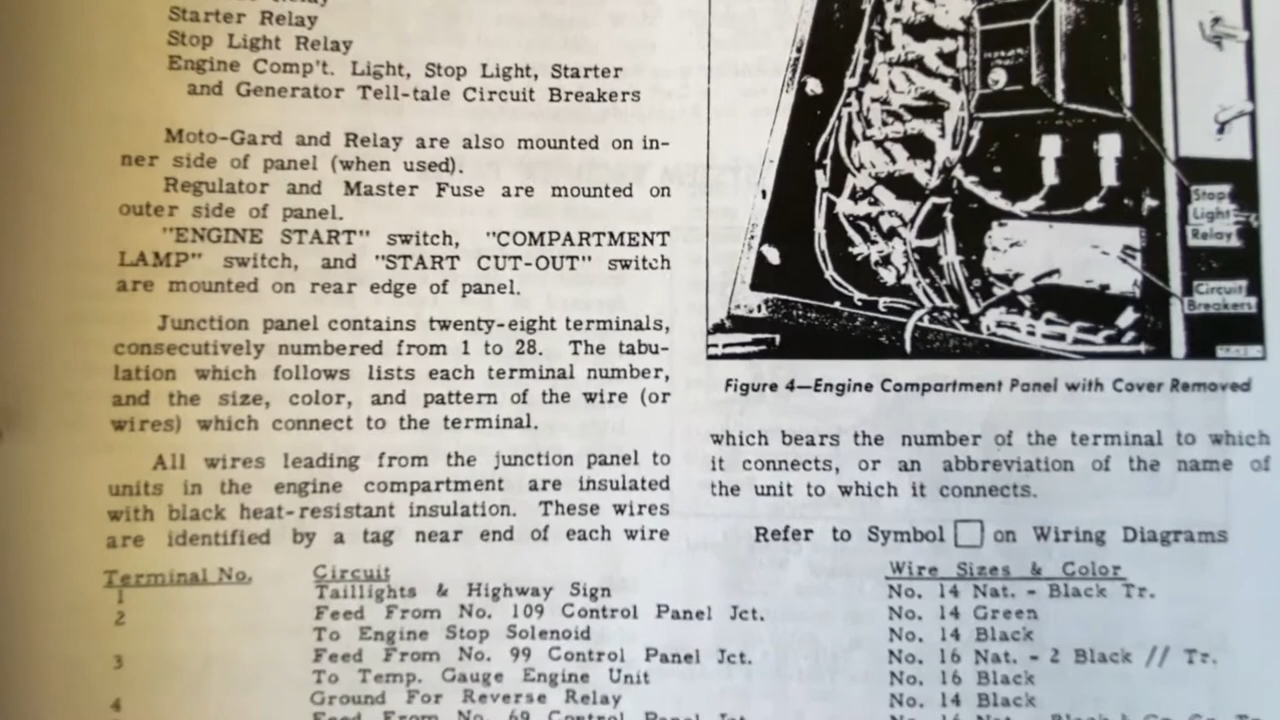 Relay
Starter Relay
Stop Light Relay
Engine Comp't. Light, Stop Light, Starter
and Generator Tell-tale Circuit Breakers
Moto-Gard and Relay are also mounted on in-
ner side of panel (when used).
Regulator and Master Fuse are mounted on
outer side of panel.
"ENGINE START" switch, "COMPARTMENT
LAMP" switch, and "START CUT-OUT" switch
are mounted on rear edge of panel.
Junction panel contains twenty-eight terminals,
consecutively numbered from 1 to 28. The tabu-
lation which follows lists each terminal number,
and the size, color, and pattern of the wire (or
wires) which connect to the terminal.
All wires leading from the junction panel to
units in the engine compartment are insulated
with black heat-resistant insulation. These wires
are identified by a tag near end of each wire
Stop
Light
Relay
Circuit
Breakers
Figure 4—Engine Compartment Panel with Cover Removed
which bears the number of the terminal to which
it connects, or an abbreviation of the name of
the unit to which it connects.
Refer to Symbol □ on Wiring Diagrams
Terminal No. Circuit Wire Sizes & Color
1 Taillights & Highway Sign No. 14 Nat. - Black Tr.
2 Feed From No. 109 Control Panel Jct. No. 14 Green
To Engine Stop Solenoid No. 14 Black
3 Feed From No. 99 Control Panel Jct. No. 16 Nat. - 2 Black // Tr.
To Temp. Gauge Engine Unit No. 16 Black
4 Ground For Reverse Relay No. 14 Black
Feed From No. 69 Control Panel Jct. No. 16 Nat.